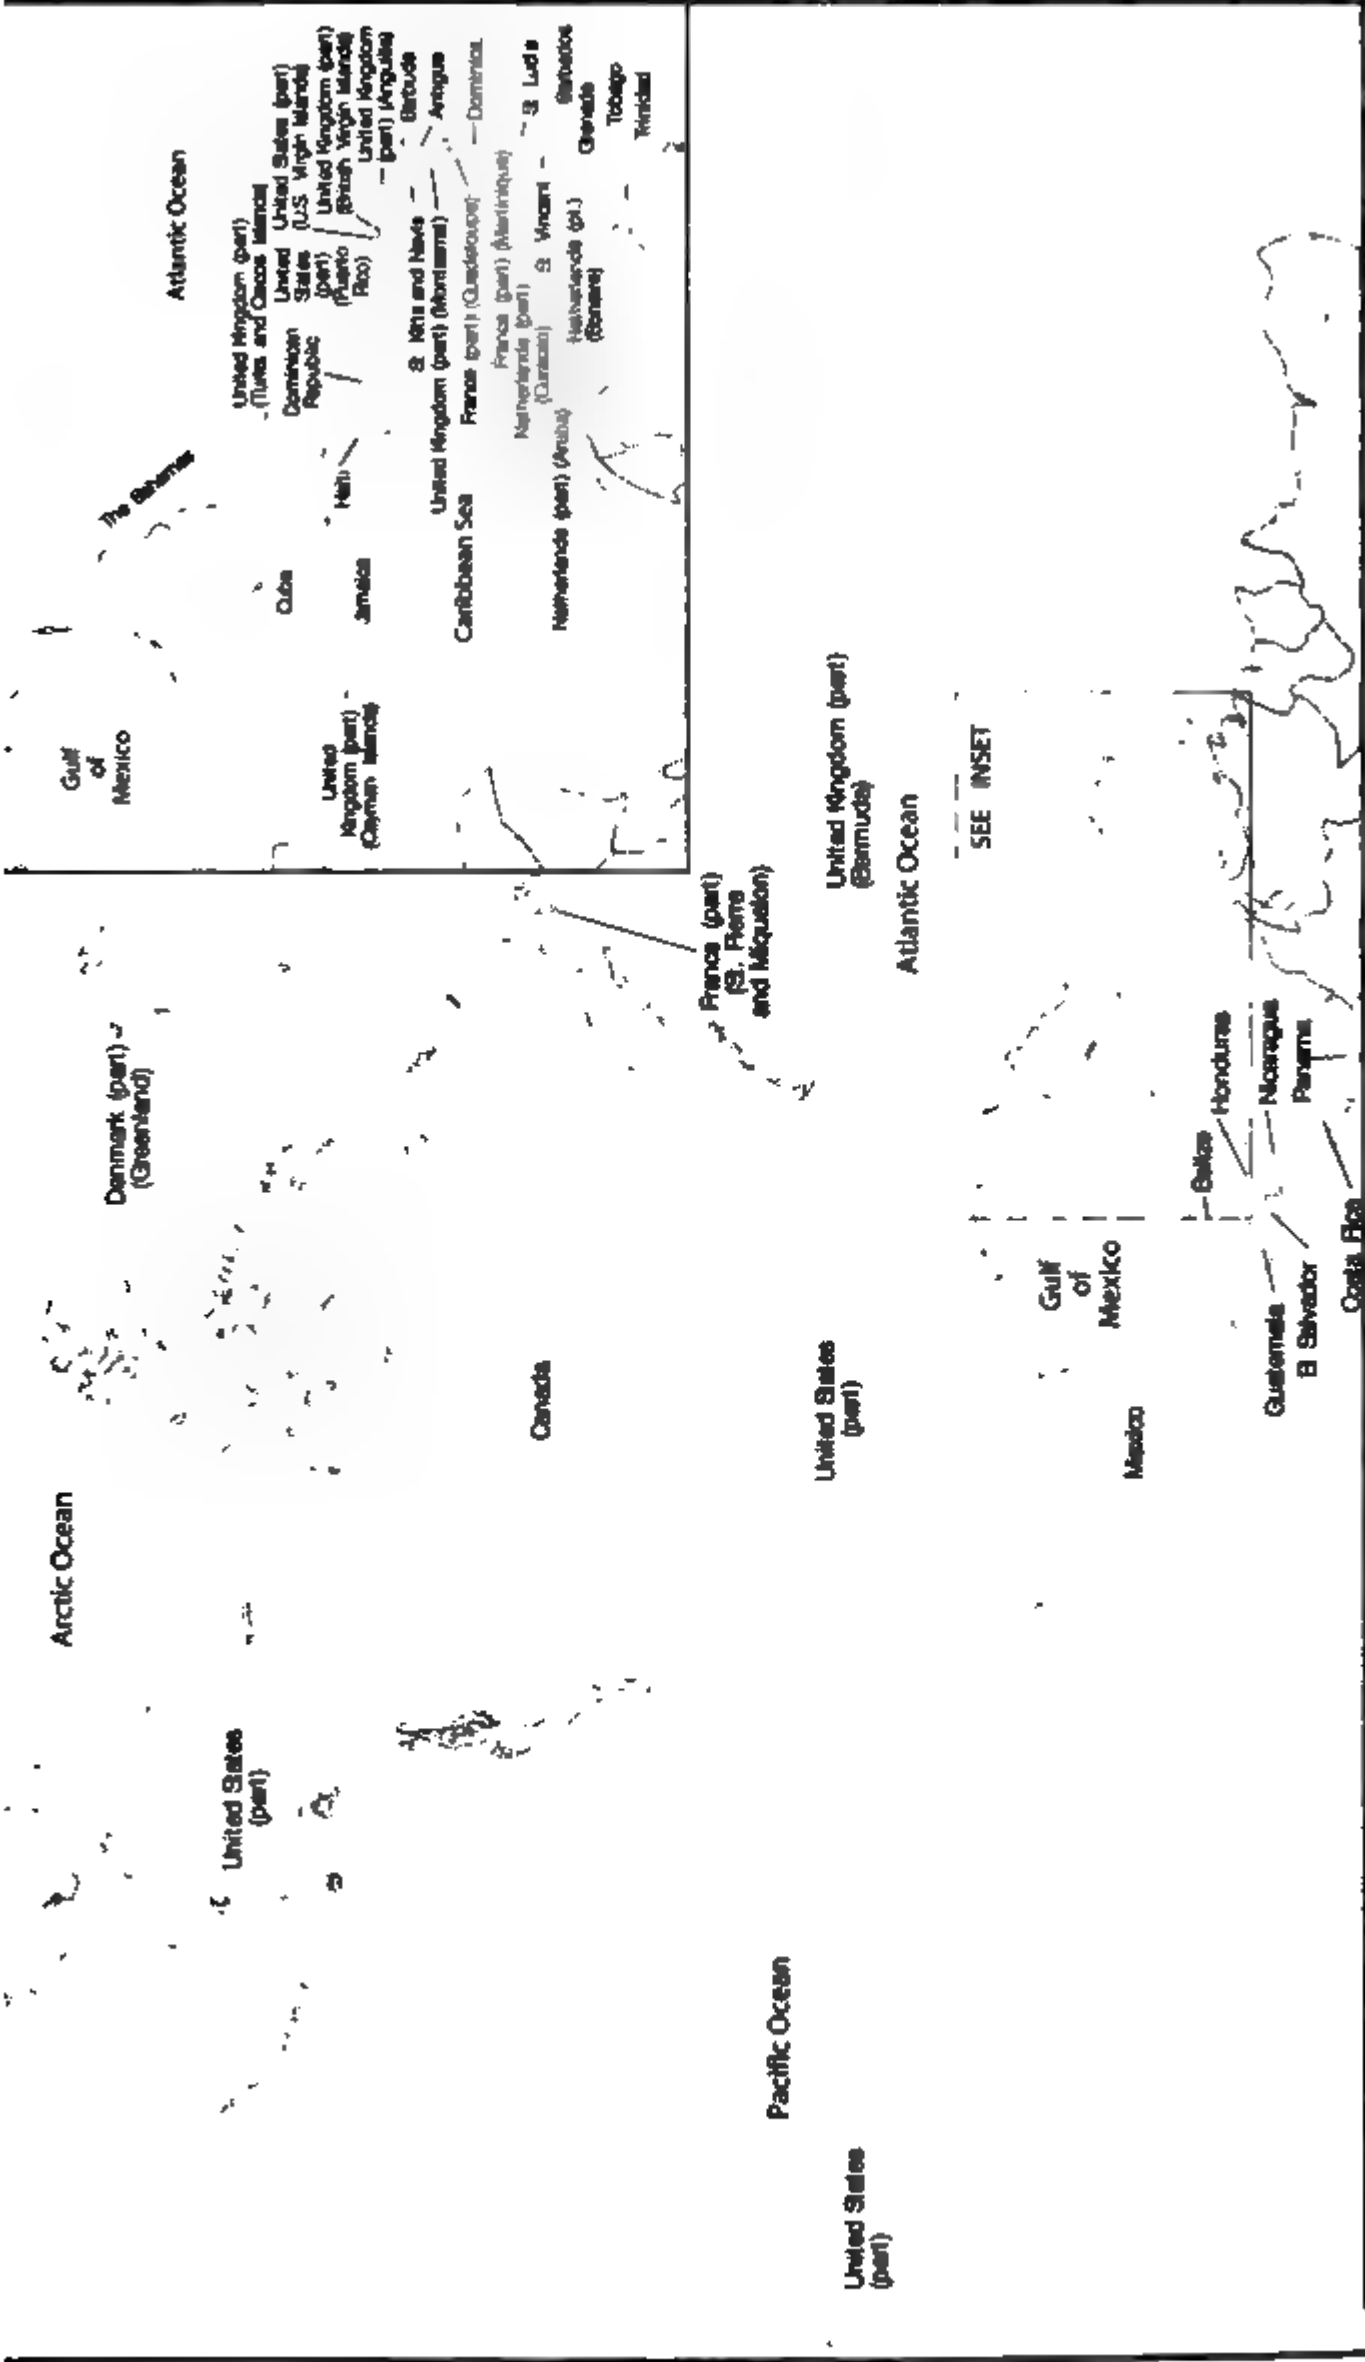 Arctic Ocean
United States
(part)
Denmark (part)
(Greenland)
Canada
France (part)
(St. Pierre
and Miquelon)
Pacific Ocean
United States
(part)
United States
(part)
United Kingdom (part)
(Bermuda)
Atlantic Ocean
SEE INSET
Gulf
of
Mexico
Mexico
Belize
Honduras
Guatemala
Nicaragua
El Salvador
Panama
Costa Rica
Gulf
of
Mexico
The Bahamas
Atlantic Ocean
Cuba
United Kingdom (part)
(Turks and Caicos Islands)
Dominican
Republic
United
States
(part)
(Puerto
Rico)
United States (part)
(U.S. Virgin Islands)
United Kingdom (part)
(British Virgin Islands)
United Kingdom
(part) (Anguilla)
Barbuda
Antigua
United
Kingdom (part)
(Cayman Islands)
Jamaica
Haiti
St. Kitts and Nevis
United Kingdom (part) (Montserrat)
Caribbean Sea
France (part) (Guadeloupe)
Dominica
France (part) (Martinique)
Netherlands (part)
(Curacao)
St. Lucia
St. Vincent
Barbados
Netherlands (part) (Aruba)
Netherlands (pt.)
(Bonaire)
Grenada
Tobago
Trinidad